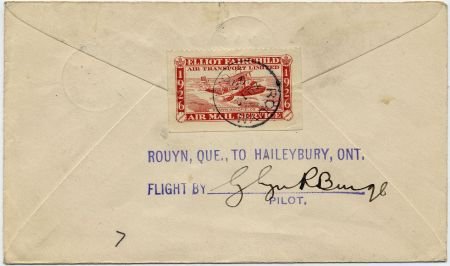 ELLIOT FAIRCHILD
AIR TRANSPORT LIMITED
1926 1926
AIR MAIL SERVICE
ROUYN, QUE., TO HAILEYBURY, ONT.
FLIGHT BY
PILOT.
7